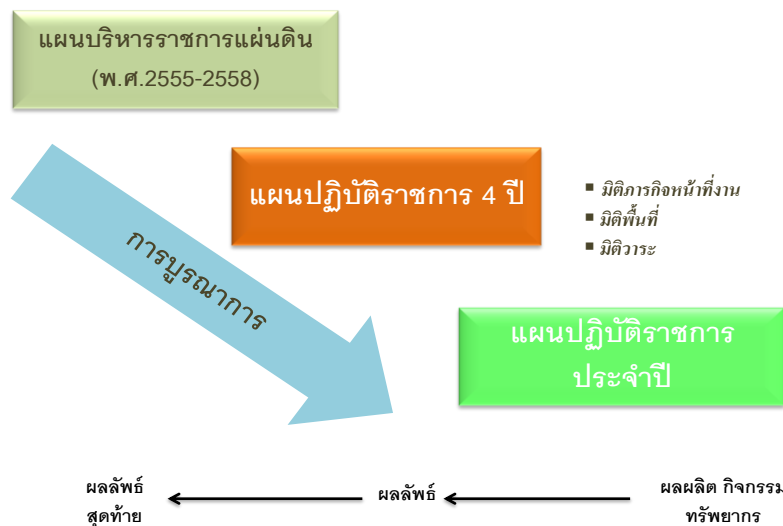 แผนบริหารราชการแผ่นดิน
(พ.ศ.2555-2558)
แผนปฏิบัติราชการ 4 ปี
▪ มิติภารกิจหน้าที่งาน
▪ มิติพื้นที่
▪ มิติวาระ
การบูรณาการ
แผนปฏิบัติราชการ
ประจำปี
ผลลัพธ์
สุดท้าย
ผลลัพธ์
ผลผลิต กิจกรรม
ทรัพยากร